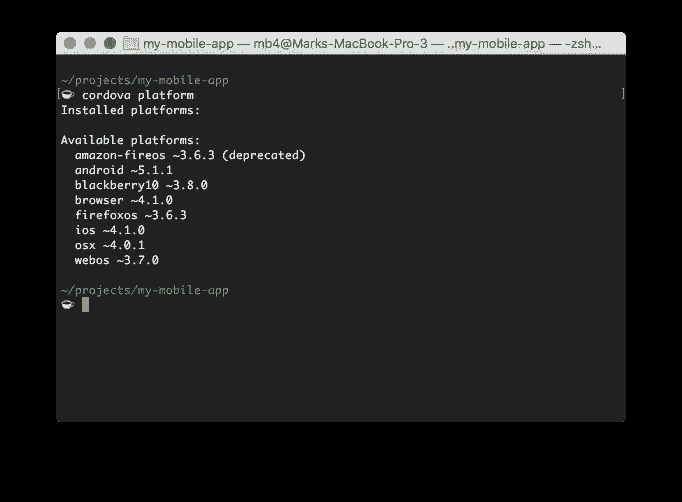 my-mobile-app — mb4@Marks-MacBook-Pro-3 — ..my-mobile-app — -zsh...
~/projects/my-mobile-app
cordova platform
Installed platforms:
Available platforms:
amazon-fireos ~3.6.3 (deprecated)
android ~5.1.1
blackberry10 ~3.8.0
browser ~4.1.0
firefoxos ~3.6.3
ios ~4.1.0
osx ~4.0.1
webos ~3.7.0
~/projects/my-mobile-app